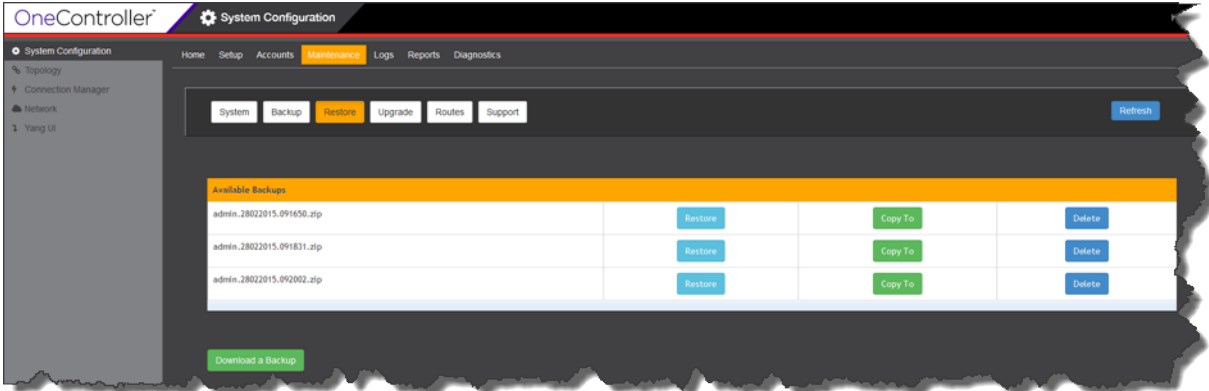 OneController™ System Configuration
System Configuration
Topology
Connection Manager
Network
Yang UI
Home Setup Accounts Maintenance Logs Reports Diagnostics
System Backup Restore Upgrade Routes Support Refresh
Available Backups
admin.28022015.091650.zip Restore Copy To Delete
admin.28022015.091831.zip Restore Copy To Delete
admin.28022015.092002.zip Restore Copy To Delete
Download a Backup